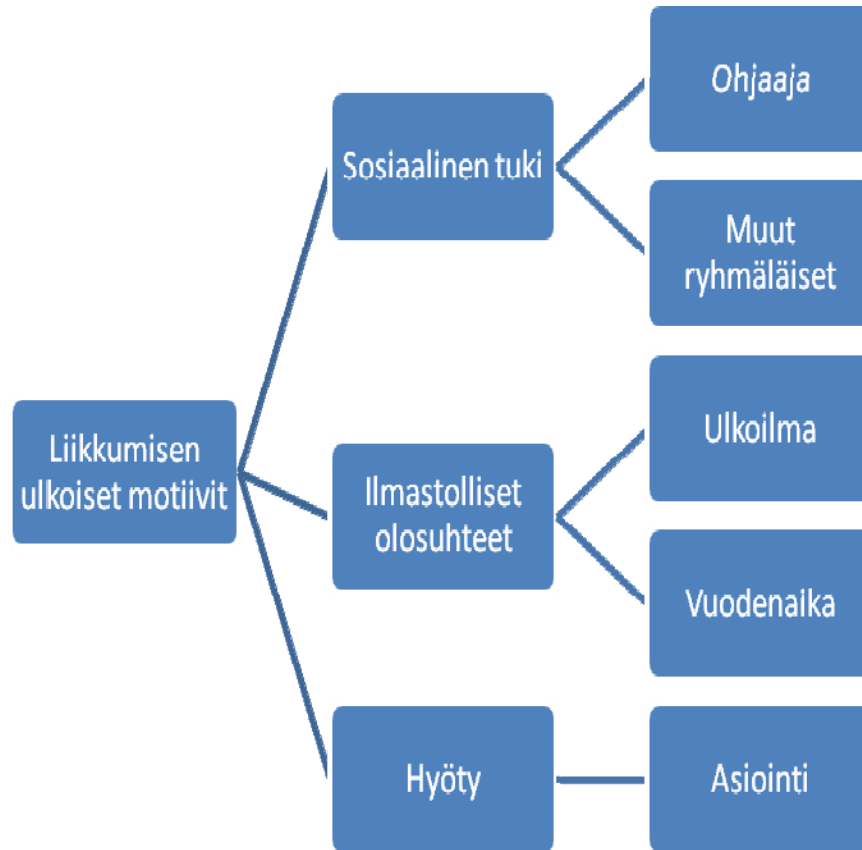 Liikkumisen
ulkoiset motiivit
Sosiaalinen tuki
Ohjaaja
Muut
ryhmäläiset
Ilmastolliset
olosuhteet
Ulkoilma
Vuodenaika
Hyöty
Asiointi